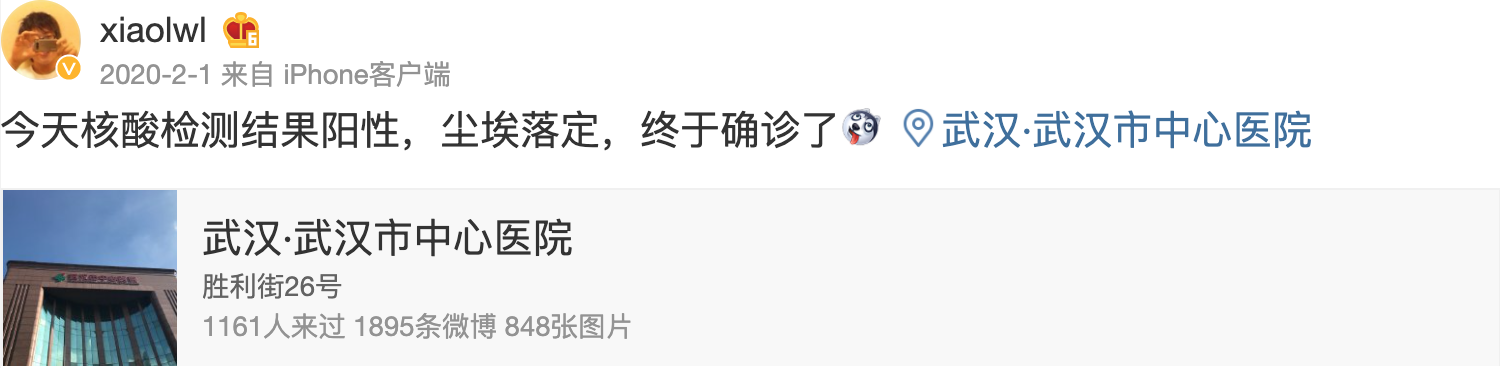 xiaolwl
6
2020-2-1 来自 iPhone客户端
今天核酸检测结果阳性，尘埃落定，终于确诊了 武汉·武汉市中心医院
武汉·武汉市中心医院
胜利街26号
1161人来过 1895条微博 848张图片